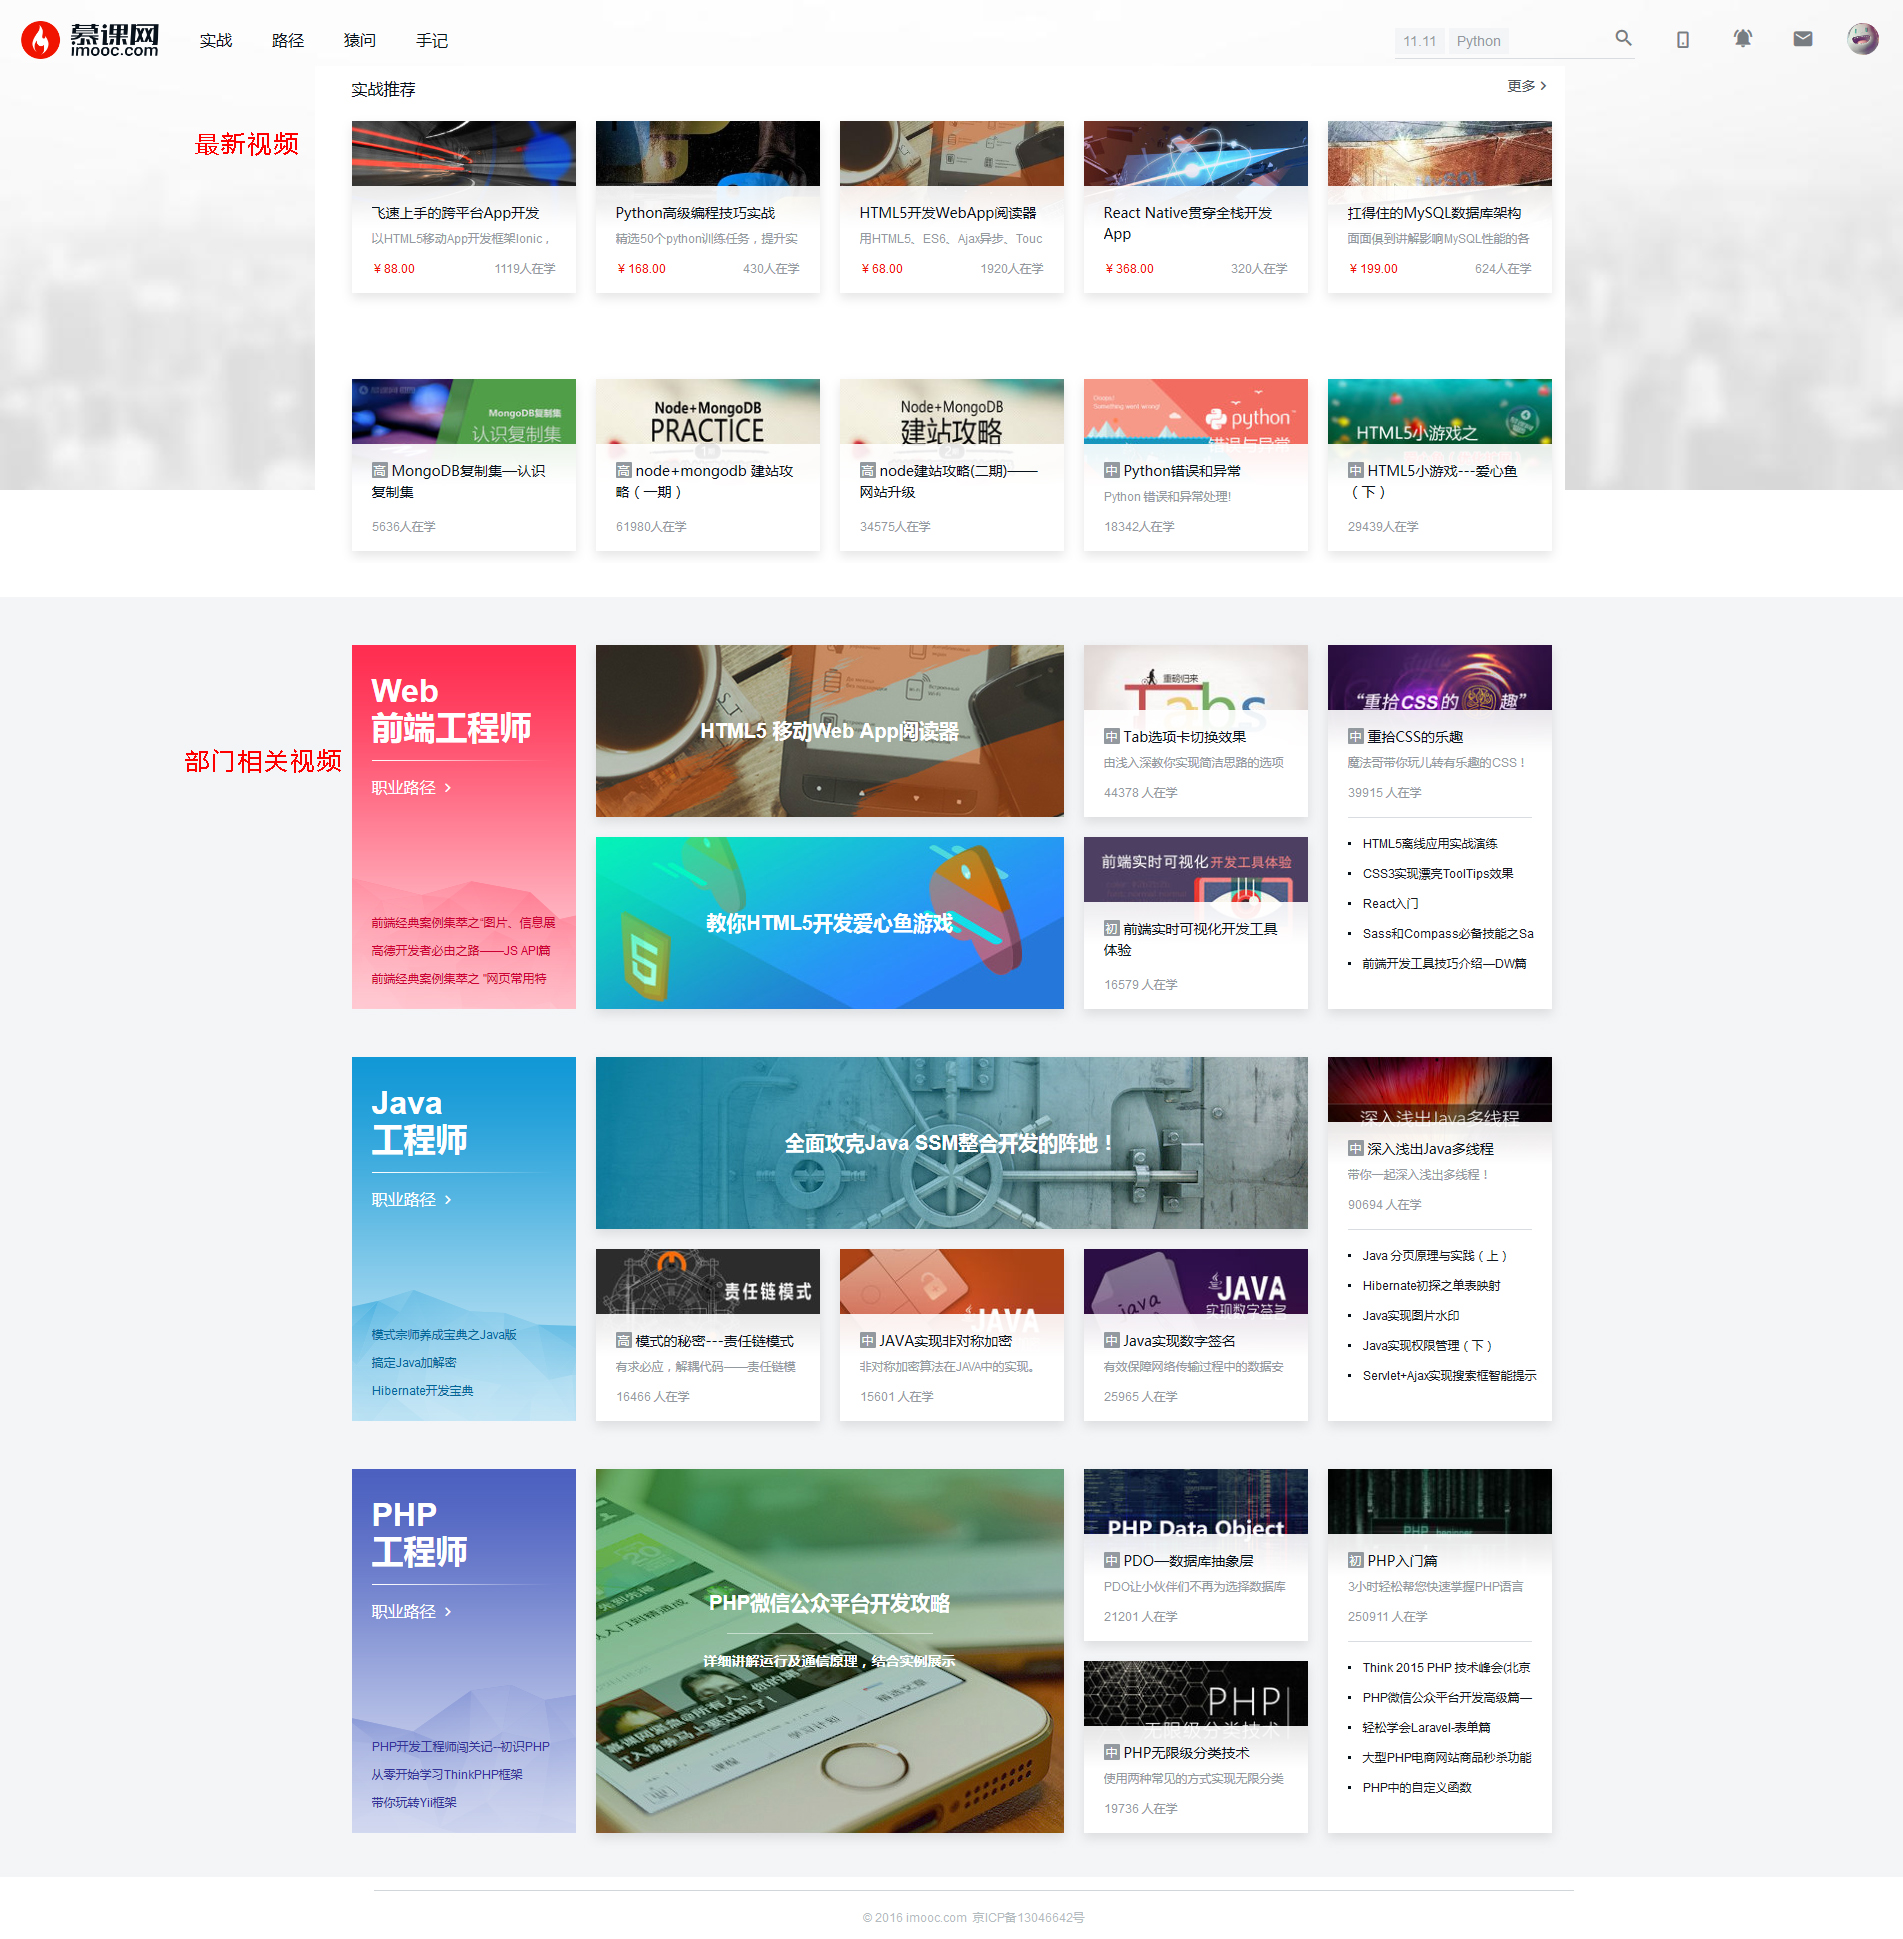 慕课网
imooc.com
实战
路径
猿问
手记
11.11
Python
实战推荐
更多
最新视频
飞速上手的跨平台App开发
以HTML5移动App开发框架Ionic，
￥88.00
1119人在学
Python高级编程技巧实战
精选50个python训练任务，提升实
￥168.00
430人在学
HTML5开发WebApp阅读器
用HTML5、ES6、Ajax异步、Touc
￥68.00
1920人在学
React Native贯穿全栈开发
App
￥368.00
320人在学
扛得住的MySQL数据库架构
面面俱到讲解影响MySQL性能的各
￥199.00
624人在学
MongoDB复制集
认识复制集
高 MongoDB复制集—认识
复制集
5636人在学
Node+MongoDB
PRACTICE
高 node+mongodb 建站攻
略（一期）
61980人在学
Node+MongoDB
建站攻略
高 node建站攻略(二期)——
网站升级
34575人在学
Something went wrong!
python
错误与异常
中 Python错误和异常
Python 错误和异常处理!
18342人在学
HTML5小游戏之
中 HTML5小游戏---爱心鱼
（下）
29439人在学
部门相关视频
Web
前端工程师
职业路径
前端经典案例集萃之“图片、信息展
高德开发者必由之路——JS API篇
前端经典案例集萃之 “网页常用特
HTML5 移动Web App阅读器
教你HTML5开发爱心鱼游戏
重磅归来
Tabs
中 Tab选项卡切换效果
由浅入深教你实现简洁思路的选项
44378 人在学
前端实时可视化开发工具体验
初 前端实时可视化开发工具
体验
16579 人在学
“重拾CSS的乐趣”
中 重拾CSS的乐趣
魔法哥带你玩儿转有乐趣的CSS！
39915 人在学
HTML5离线应用实战演练
CSS3实现漂亮ToolTips效果
React入门
Sass和Compass必备技能之Sa
前端开发工具技巧介绍—DW篇
Java
工程师
职业路径
模式宗师养成宝典之Java版
搞定Java加解密
Hibernate开发宝典
全面攻克Java SSM整合开发的阵地！
责任链模式
高 模式的秘密---责任链模式
有求必应，解耦代码——责任链模
16466 人在学
JAVA
中 JAVA实现非对称加密
非对称加密算法在JAVA中的实现。
15601 人在学
java
JAVA
实现数字签名
中 Java实现数字签名
有效保障网络传输过程中的数据安
25965 人在学
深入浅出Java多线程
中 深入浅出Java多线程
带你一起深入浅出多线程！
90694 人在学
Java 分页原理与实践（上）
Hibernate初探之单表映射
Java实现图片水印
Java实现权限管理（下）
Servlet+Ajax实现搜索框智能提示
PHP
工程师
职业路径
PHP开发工程师闯关记--初识PHP
从零开始学习ThinkPHP框架
带你玩转Yii框架
PHP微信公众平台开发攻略
详细讲解运行及通信原理，结合实例展示
PHP Data Object
中 PDO—数据库抽象层
PDO让小伙伴们不再为选择数据库
21201 人在学
PHP
无限级分类技术
中 PHP无限级分类技术
使用两种常见的方式实现无限分类
19736 人在学
PHP beginner
初 PHP入门篇
3小时轻松帮您快速掌握PHP语言
250911 人在学
Think 2015 PHP 技术峰会(北京
PHP微信公众平台开发高级篇—
轻松学会Laravel-表单篇
大型PHP电商网站商品秒杀功能
PHP中的自定义函数
© 2016 imooc.com 京ICP备13046642号